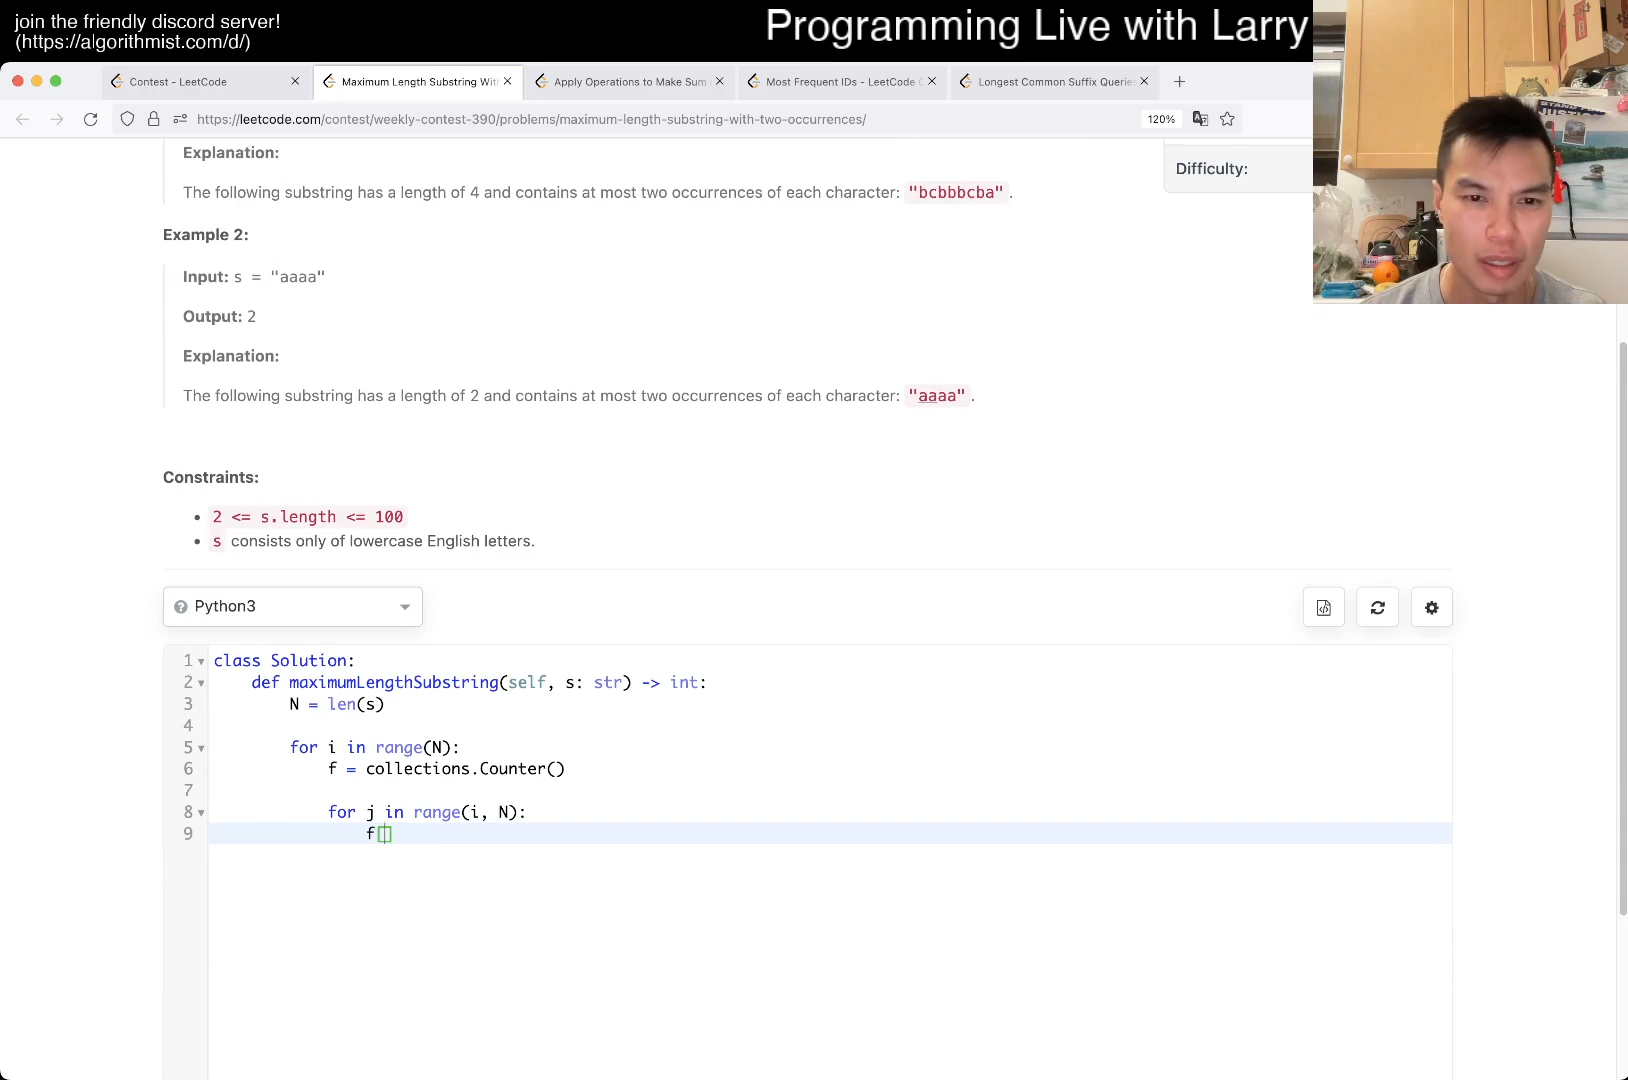 join the friendly discord server!
(https://algorithmist.com/d/)
Programming Live with Larry
Contest - LeetCode
Maximum Length Substring With
Apply Operations to Make Sum
Most Frequent IDs - LeetCode C
Longest Common Suffix Queries
https://leetcode.com/contest/weekly-contest-390/problems/maximum-length-substring-with-two-occurrences/
120%
Explanation:
Difficulty:
The following substring has a length of 4 and contains at most two occurrences of each character: "bcbbbcba".
Example 2:
Input: s = "aaaa"
Output: 2
Explanation:
The following substring has a length of 2 and contains at most two occurrences of each character: "aaaa".
Constraints:
2 <= s.length <= 100
s consists only of lowercase English letters.
Python3
1 class Solution:
2 def maximumLengthSubstring(self, s: str) -> int:
3 N = len(s)
4
5 for i in range(N):
6 f = collections.Counter()
7
8 for j in range(i, N):
9 f[]